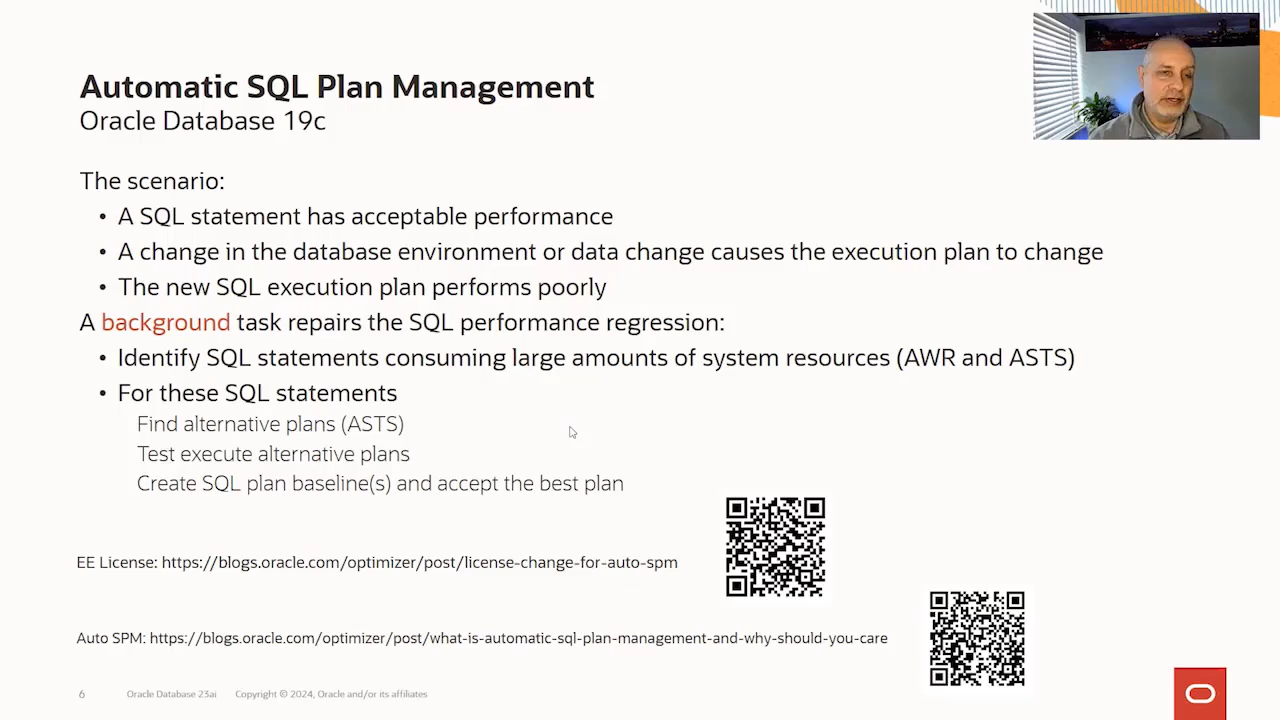 Automatic SQL Plan Management
Oracle Database 19c
The scenario:
• A SQL statement has acceptable performance
• A change in the database environment or data change causes the execution plan to change
• The new SQL execution plan performs poorly
A background task repairs the SQL performance regression:
• Identify SQL statements consuming large amounts of system resources (AWR and ASTS)
• For these SQL statements
Find alternative plans (ASTS)
Test execute alternative plans
Create SQL plan baseline(s) and accept the best plan
EE License: https://blogs.oracle.com/optimizer/post/license-change-for-auto-spm
Auto SPM: https://blogs.oracle.com/optimizer/post/what-is-automatic-sql-plan-management-and-why-should-you-care
6 Oracle Database 23ai Copyright © 2024, Oracle and/or its affiliates